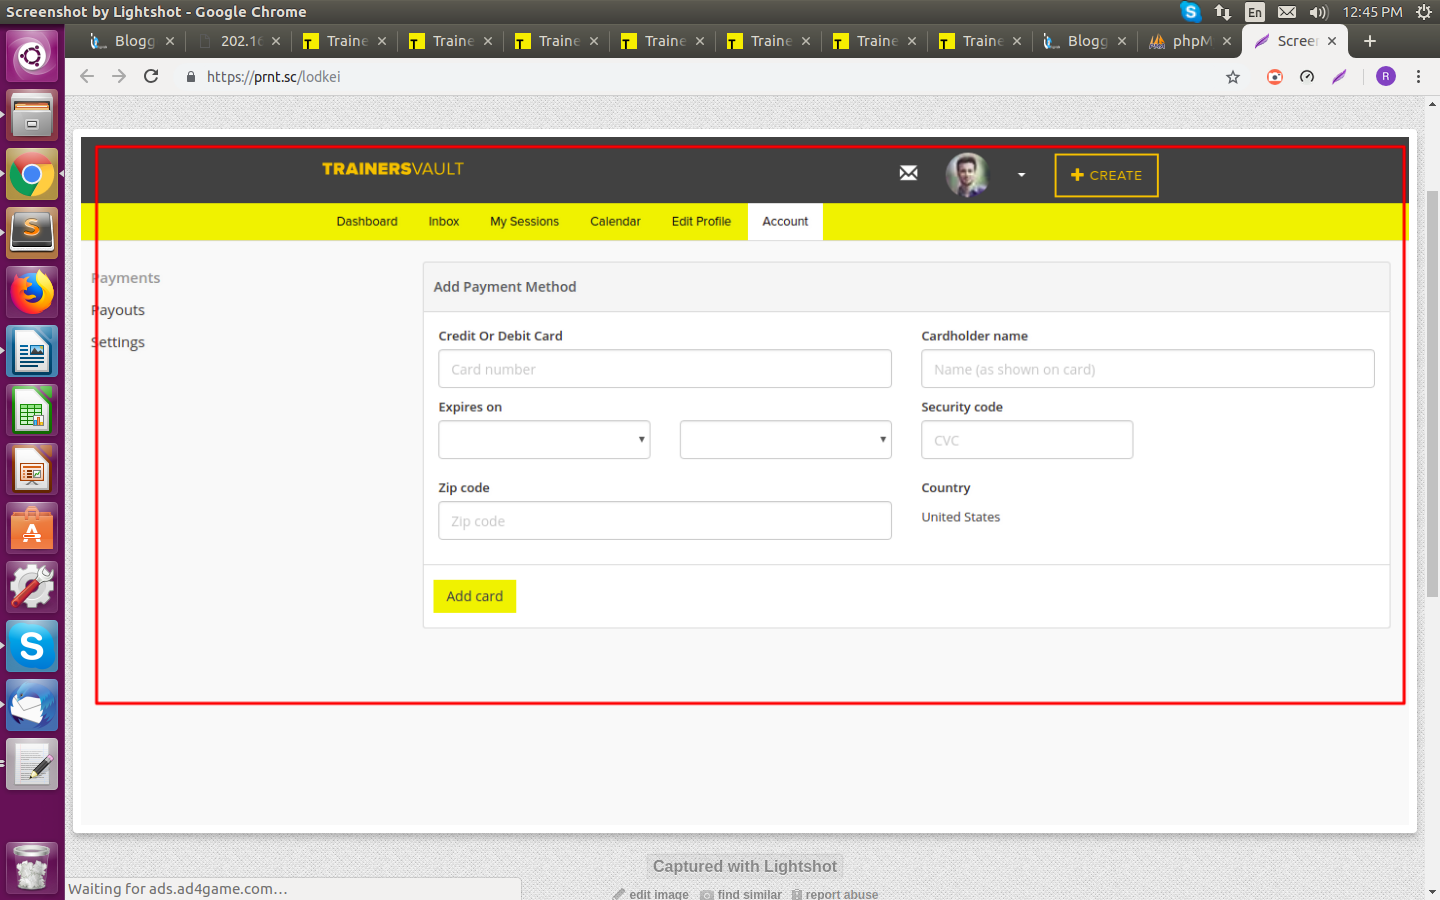 Screenshot by Lightshot - Google Chrome
En
12:45 PM
Blogg
202.16
Traine
Traine
Traine
Traine
Traine
Traine
Traine
Blogg
phpM
Screen
https://prnt.sc/lodkei
R
TRAINERSVAULT
CREATE
Dashboard
Inbox
My Sessions
Calendar
Edit Profile
Account
Payments
Payouts
Settings
Add Payment Method
Credit Or Debit Card
Cardholder name
Card number
Name (as shown on card)
Expires on
Security code
CVC
Zip code
Country
Zip code
United States
Add card
Captured with Lightshot
edit image
find similar
report abuse
Waiting for ads.ad4game.com...